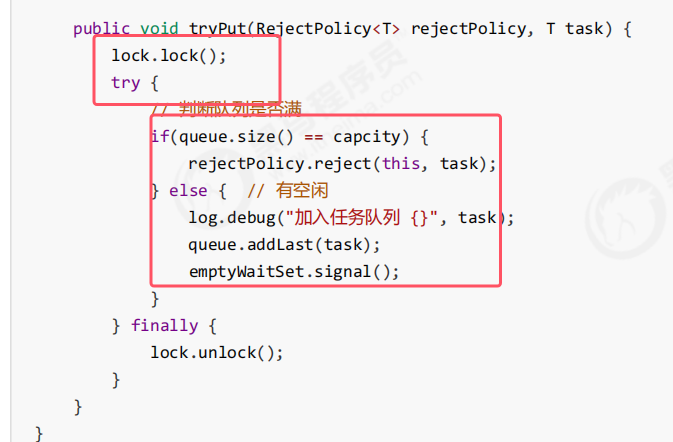 public void tryPut(RejectPolicy<T> rejectPolicy, T task) {
lock.lock();
try {
// 判断队列是否满
if(queue.size() == capcity) {
rejectPolicy.reject(this, task);
} else {  // 有空闲
log.debug("加入任务队列 {}", task);
queue.addLast(task);
emptyWaitSet.signal();
}
} finally {
lock.unlock();
}
}
}